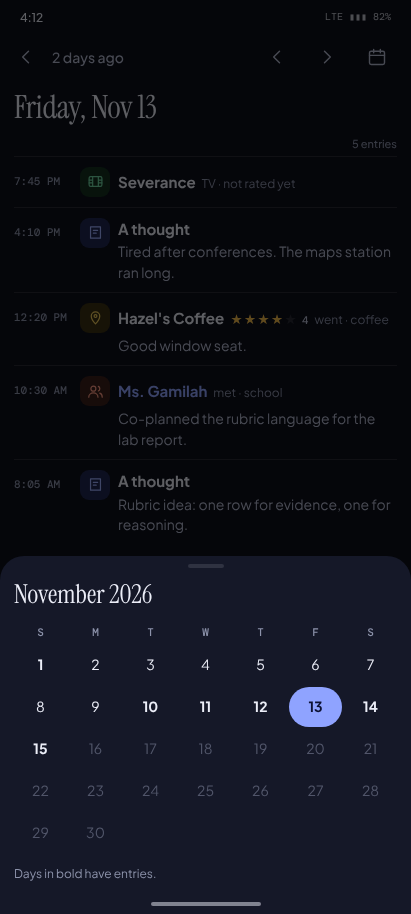 4:12
LTE 82%
2 days ago
Friday, Nov 13
5 entries
7:45 PM
Severance TV · not rated yet
4:10 PM
A thought
Tired after conferences. The maps station
ran long.
12:20 PM
Hazel's Coffee ★★★★★ 4 went · coffee
Good window seat.
10:30 AM
Ms. Gamilah met · school
Co-planned the rubric language for the
lab report.
8:05 AM
A thought
Rubric idea: one row for evidence, one for
reasoning.
November 2026
S M T W T F S
1 2 3 4 5 6 7
8 9 10 11 12 13 14
15 16 17 18 19 20 21
22 23 24 25 26 27 28
29 30
Days in bold have entries.